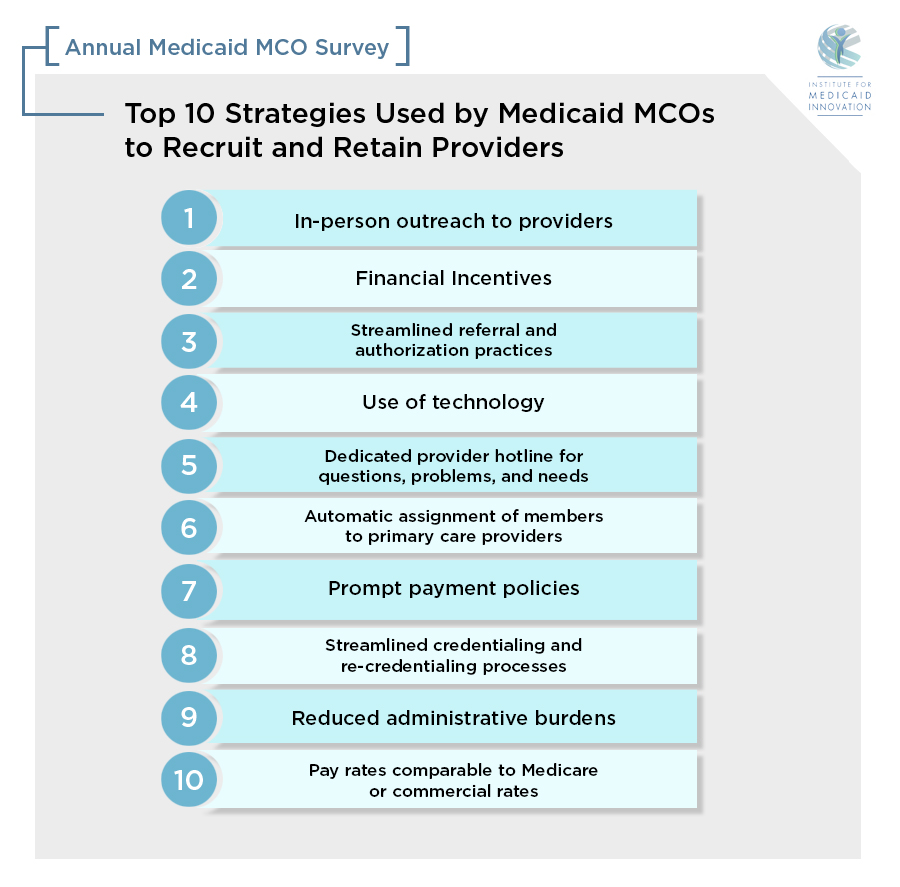 Annual Medicaid MCO Survey
INSTITUTE FOR
MEDICAID
INNOVATION
Top 10 Strategies Used by Medicaid MCOs
to Recruit and Retain Providers
1
In-person outreach to providers
2
Financial Incentives
3
Streamlined referral and
authorization practices
4
Use of technology
5
Dedicated provider hotline for
questions, problems, and needs
6
Automatic assignment of members
to primary care providers
7
Prompt payment policies
8
Streamlined credentialing and
re-credentialing processes
9
Reduced administrative burdens
10
Pay rates comparable to Medicare
or commercial rates